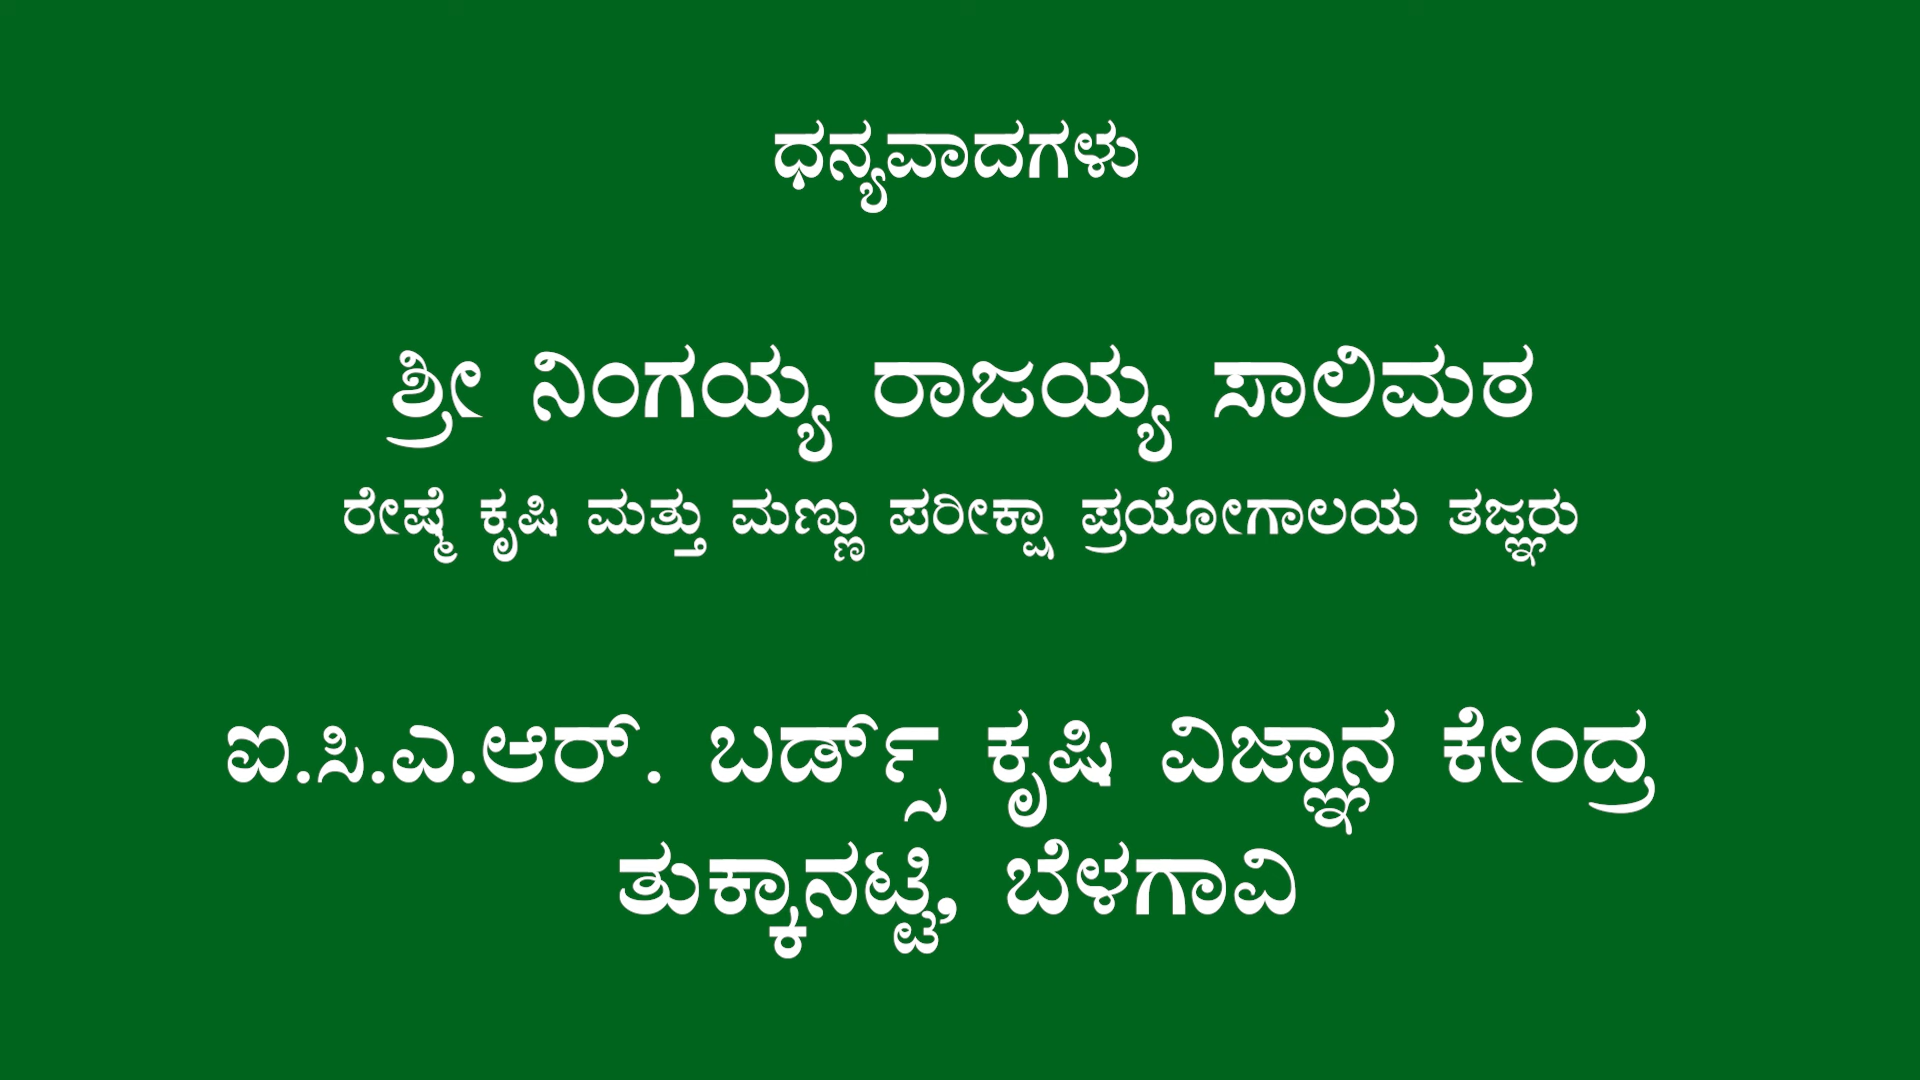 ಧನ್ಯವಾದಗಳು
ಶ್ರೀ ನಿಂಗಯ್ಯ ರಾಜಯ್ಯ ಸಾಲಿಮಠ
ರೇಷ್ಮೆ ಕೃಷಿ ಮತ್ತು ಮಣ್ಣು ಪರೀಕ್ಷಾ ಪ್ರಯೋಗಾಲಯ ತಜ್ಞರು
ಐ.ಸಿ.ಎ.ಆರ್. ಬರ್ಡ್ಸ್ ಕೃಷಿ ವಿಜ್ಞಾನ ಕೇಂದ್ರ
ತುಕ್ಕಾನಟ್ಟಿ, ಬೆಳಗಾವಿ